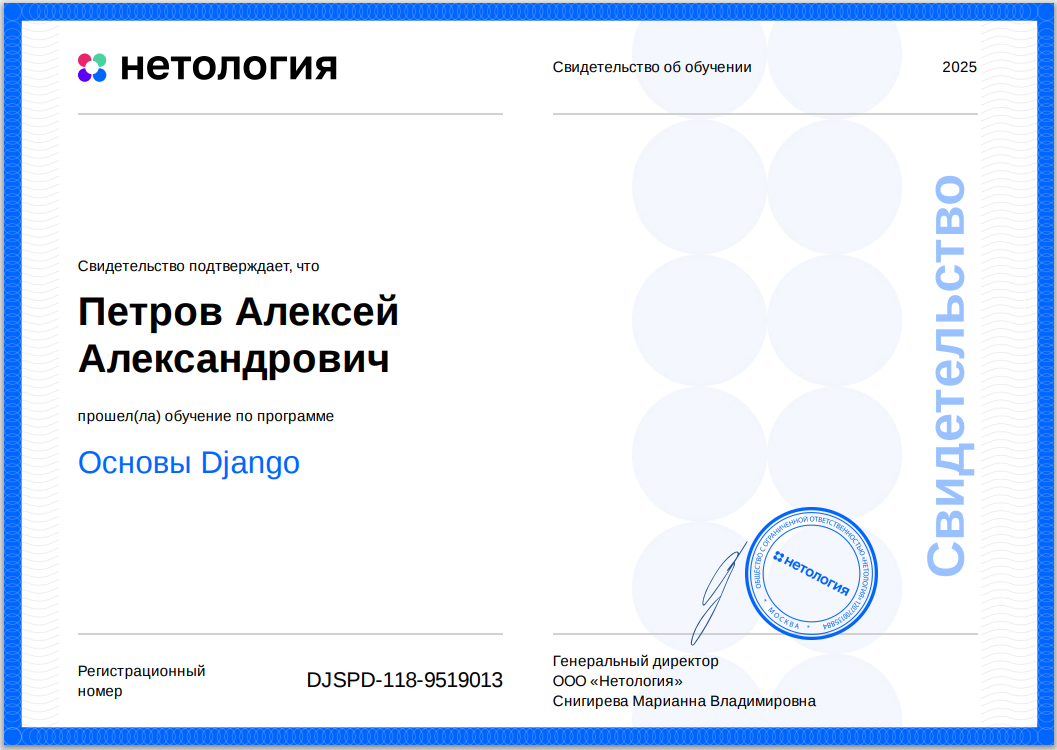 нетология
Свидетельство об обучении
2025
Свидетельство подтверждает, что
Петров Алексей
Александрович
прошел(ла) обучение по программе
Основы Django
Свидетельство
ОБЩЕСТВО С ОГРАНИЧЕННОЙ ОТВЕТСТВЕННОСТЬЮ «НЕТОЛОГИЯ»
нетология
* МОСКВА *
Регистрационный
номер
DJSPD-118-9519013
Генеральный директор
ООО «Нетология»
Снигирева Марианна Владимировна